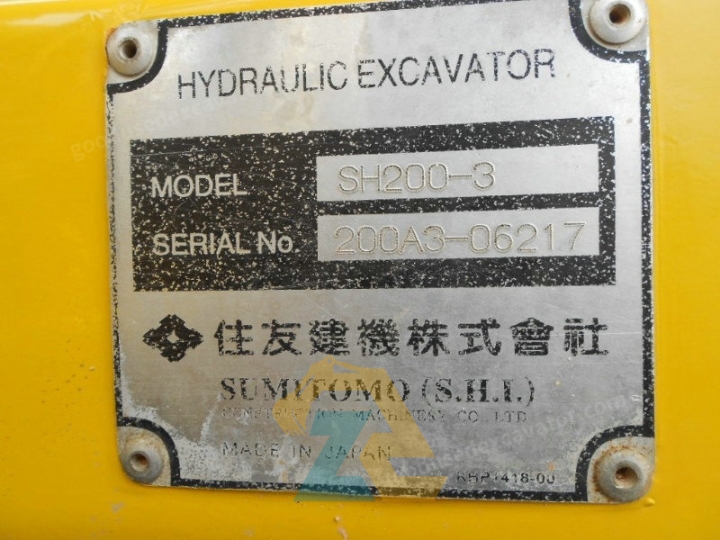 HYDRAULIC EXCAVATOR
MODEL SH200-3
SERIAL No. 200A3-06217
住友建機株式會社
SUMITOMO (S.H.I.)
CONSTRUCTION MACHINERY CO., LTD
MADE IN JAPAN